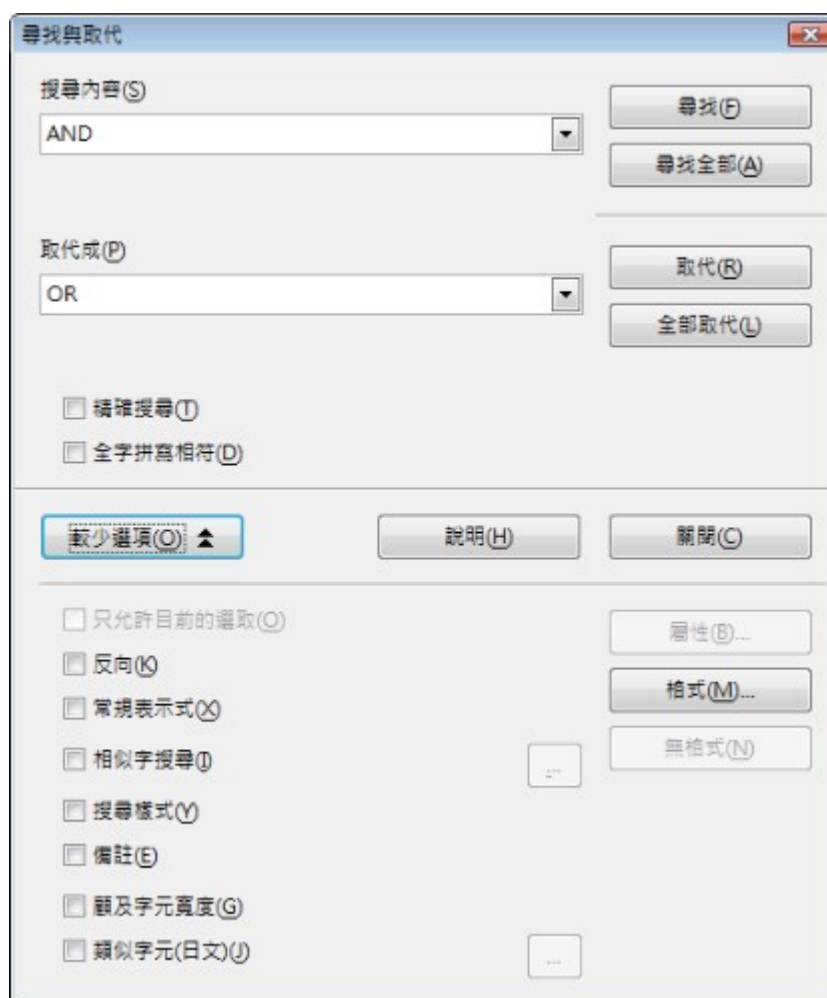 尋找與取代
搜尋內容(S)
AND
尋找(F)
尋找全部(A)
取代成(P)
OR
取代(R)
全部取代(L)
精確搜尋(T)
全字拼寫相符(D)
較少選項(O)
說明(H)
關閉(C)
只允許目前的選取(O)
反向(K)
常規表示式(X)
相似字搜尋(I)
...
搜尋樣式(Y)
備註(E)
顧及字元寬度(G)
類似字元(日文)(J)
...
屬性(B)...
格式(M)...
無格式(N)